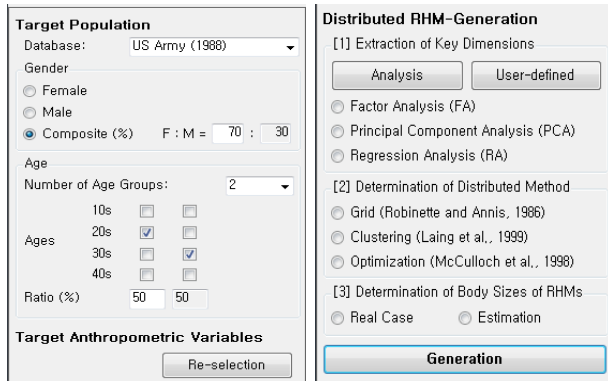 Target Population
Database: US Army (1988)
Gender
Female
Male
Composite (%) F : M = 70 : 30
Age
Number of Age Groups: 2
Ages
10s
20s
30s
40s
Ratio (%) 50 50
Target Anthropometric Variables
Re-selection
Distributed RHM-Generation
[1] Extraction of Key Dimensions
Analysis User-defined
Factor Analysis (FA)
Principal Component Analysis (PCA)
Regression Analysis (RA)
[2] Determination of Distributed Method
Grid (Robinette and Annis, 1986)
Clustering (Laing et al., 1999)
Optimization (McCulloch et al., 1998)
[3] Determination of Body Sizes of RHMs
Real Case Estimation
Generation